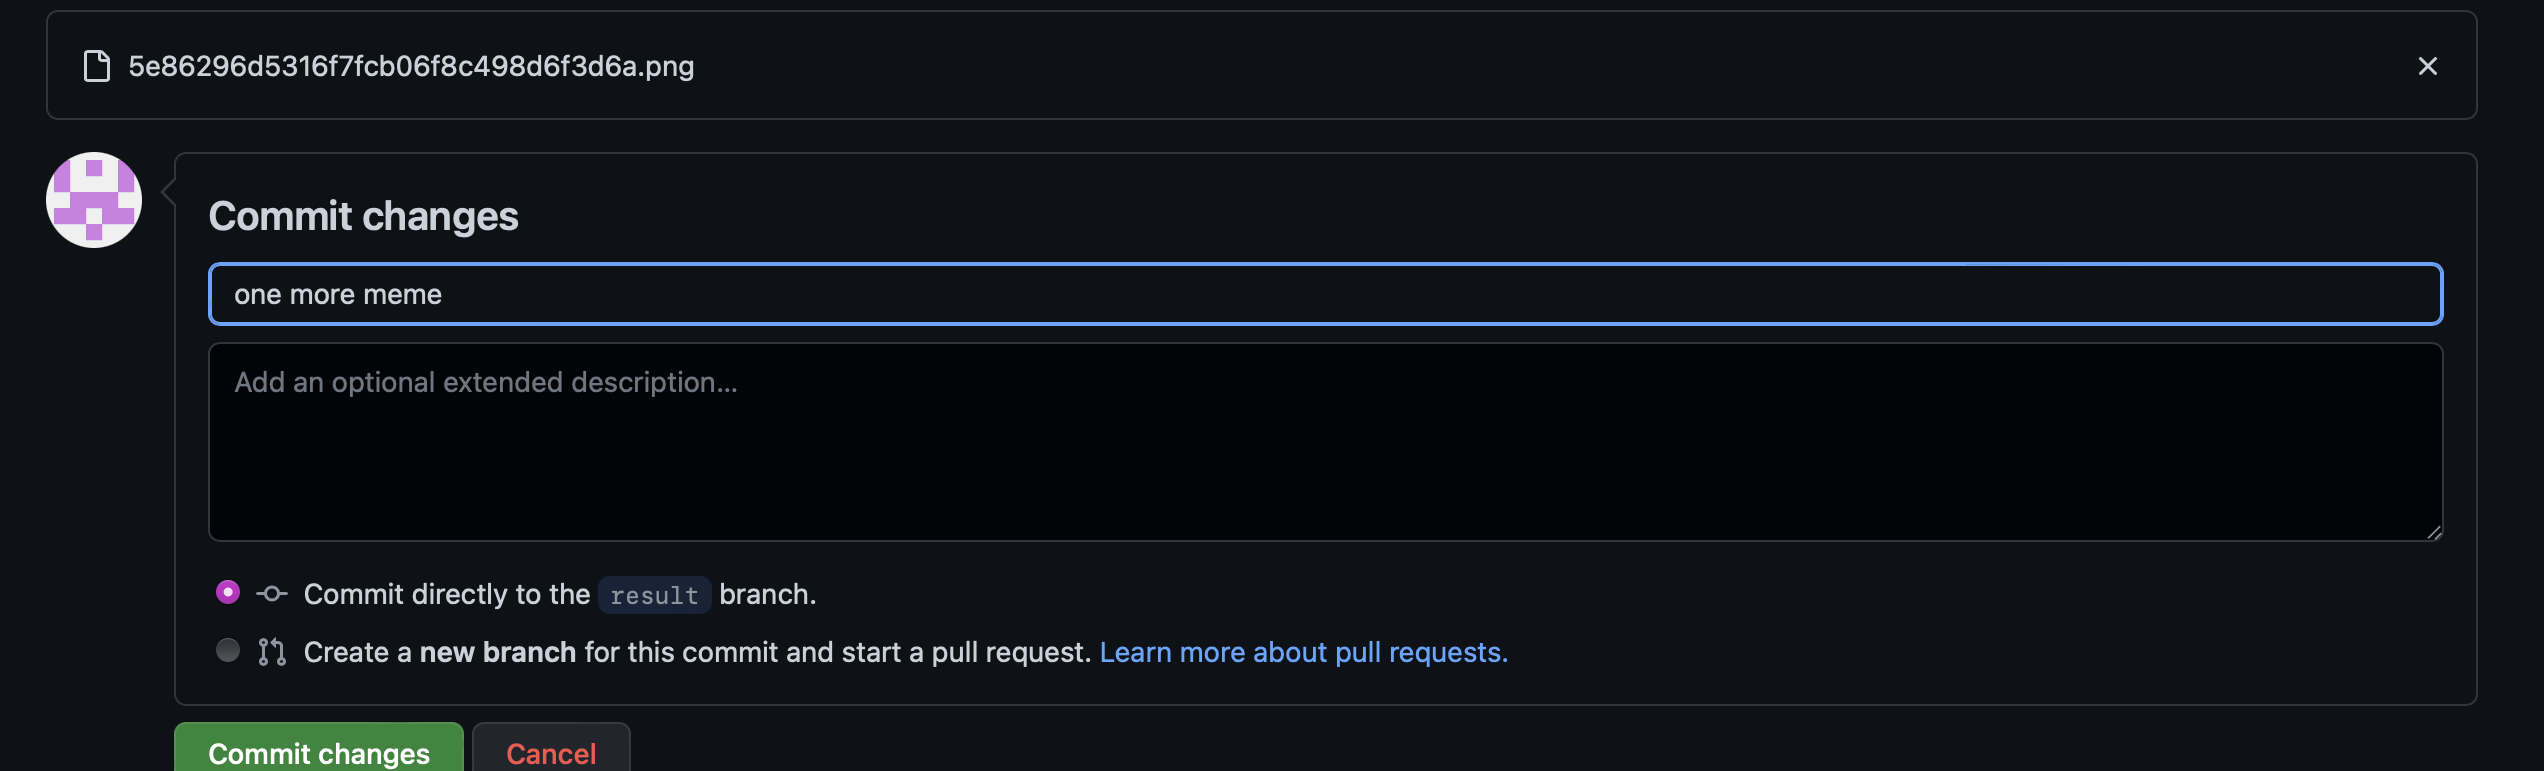 5e86296d5316f7fcb06f8c498d6f3d6a.png
Commit changes
one more meme
Add an optional extended description...
Commit directly to the result branch.
Create a new branch for this commit and start a pull request. Learn more about pull requests.
Commit changes Cancel